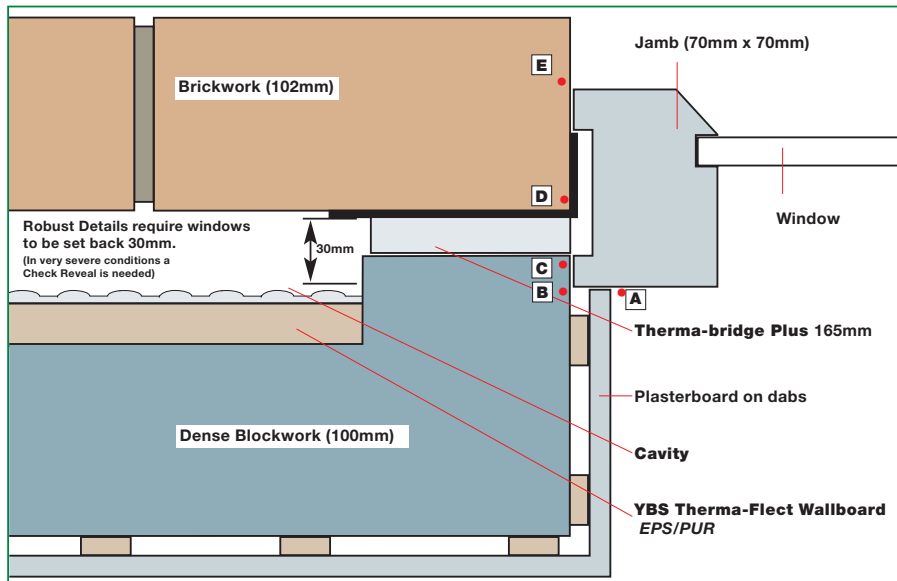 Jamb (70mm x 70mm)
E
Brickwork (102mm)
D
Window
Robust Details require windows
to be set back 30mm.
(In very severe conditions a
Check Reveal is needed)
30mm
C
B
A
Therma-bridge Plus 165mm
Plasterboard on dabs
Dense Blockwork (100mm)
Cavity
YBS Therma-Flect Wallboard
EPS/PUR